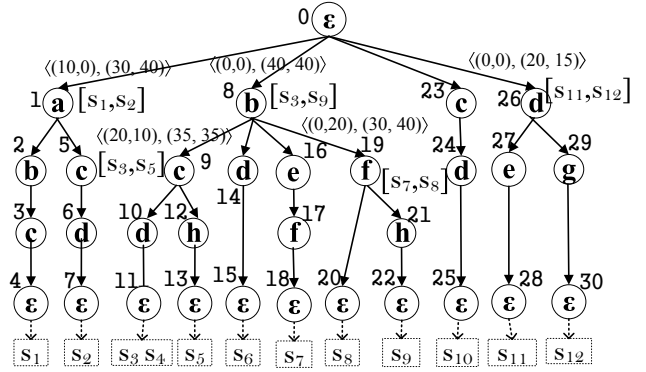 0 ε
⟨(10,0), (30, 40)⟩ ⟨(0,0), (40, 40)⟩ ⟨(0,0), (20, 15)⟩
1 a [s₁,s₂] 8 b [s₃,s₉] 23 c 26 d [s₁₁,s₁₂]
⟨(20,10), (35, 35)⟩ ⟨(0,20), (30, 40)⟩
2 b 5 c [s₃,s₅] c 9 d 14 e 16 f 19 [s₇,s₈] 24 d 27 e 29 g
3 c 6 d 10 d 12 h 17 f 21 h
4 ε 7 ε 11 ε 13 ε 15 ε 18 ε 20 ε 22 ε 25 ε 28 ε 30 ε
s₁ s₂ s₃ s₄ s₅ s₆ s₇ s₈ s₉ s₁₀ s₁₁ s₁₂